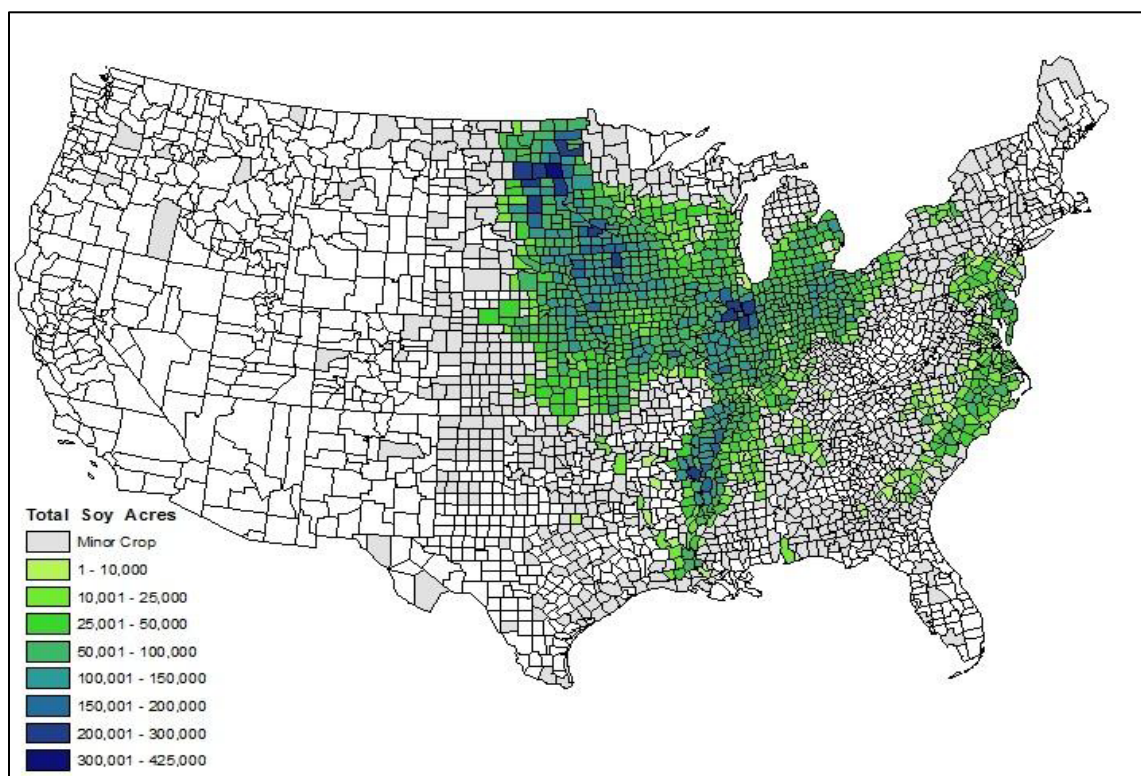 Total Soy Acres
Minor Crop
1 - 10,000
10,001 - 25,000
25,001 - 50,000
50,001 - 100,000
100,001 - 150,000
150,001 - 200,000
200,001 - 300,000
300,001 - 425,000